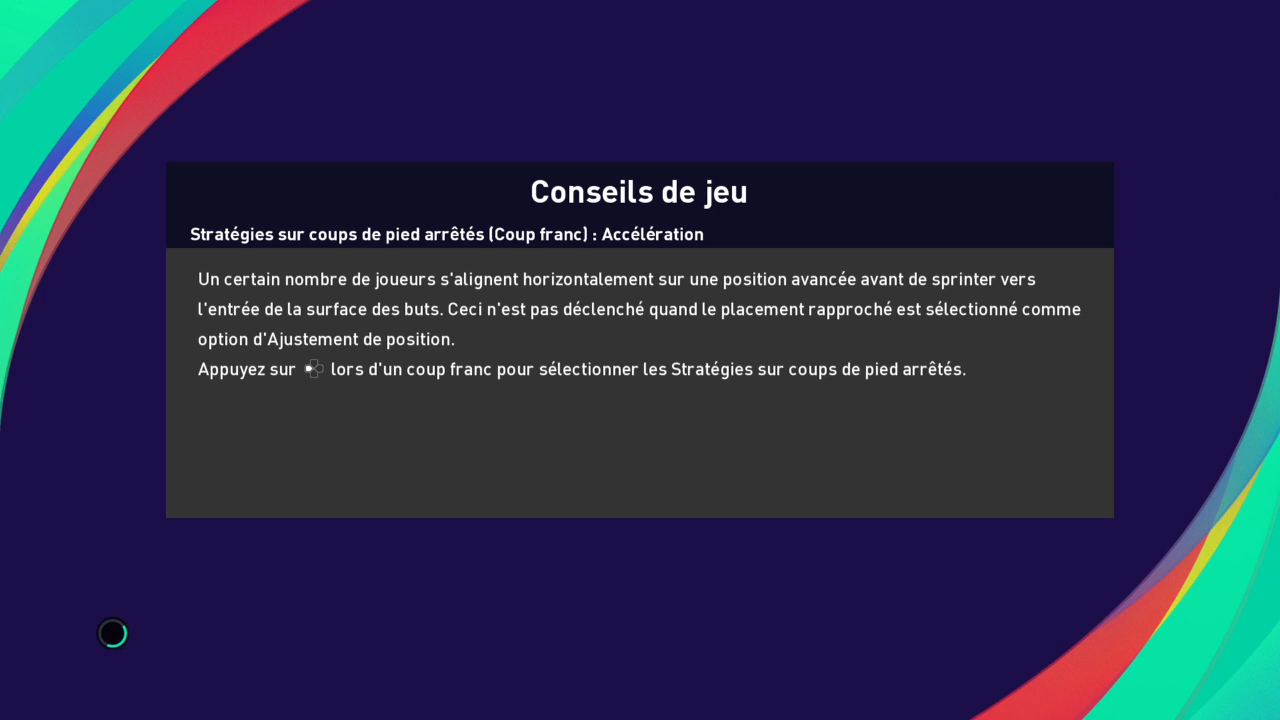 Conseils de jeu
Stratégies sur coups de pied arrêtés (Coup franc) : Accélération
Un certain nombre de joueurs s'alignent horizontalement sur une position avancée avant de sprinter vers
l'entrée de la surface des buts. Ceci n'est pas déclenché quand le placement rapproché est sélectionné comme
option d'Ajustement de position.
Appuyez sur lors d'un coup franc pour sélectionner les Stratégies sur coups de pied arrêtés.